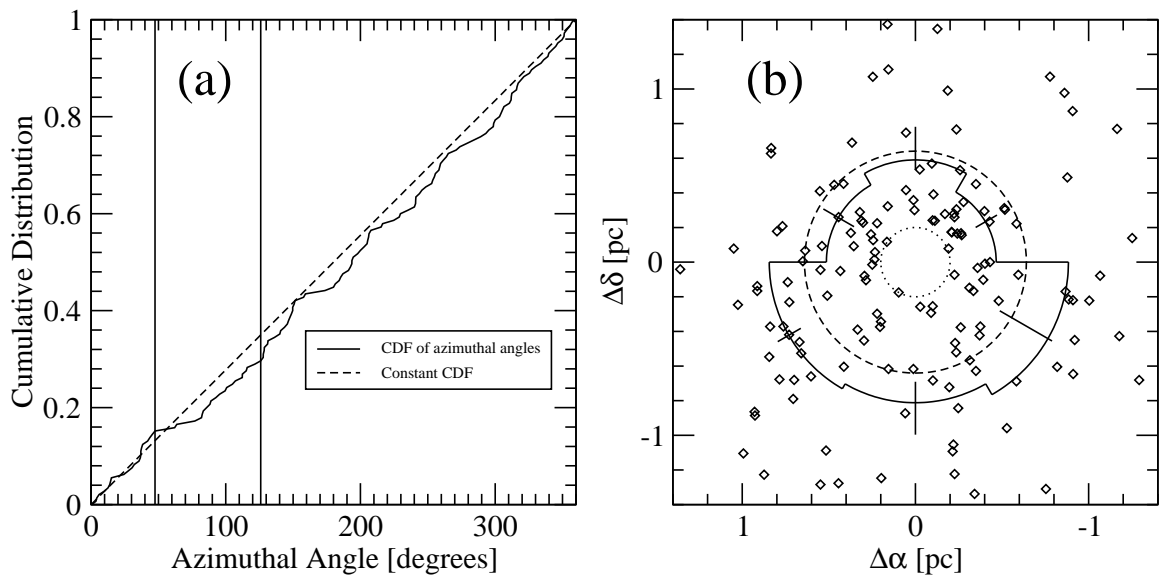 (a)
Cumulative Distribution
1
0.8
0.6
0.4
0.2
0
CDF of azimuthal angles
Constant CDF
0 100 200 300
Azimuthal Angle [degrees]
(b)
Δδ [pc]
1
0
-1
1 0 -1
Δα [pc]